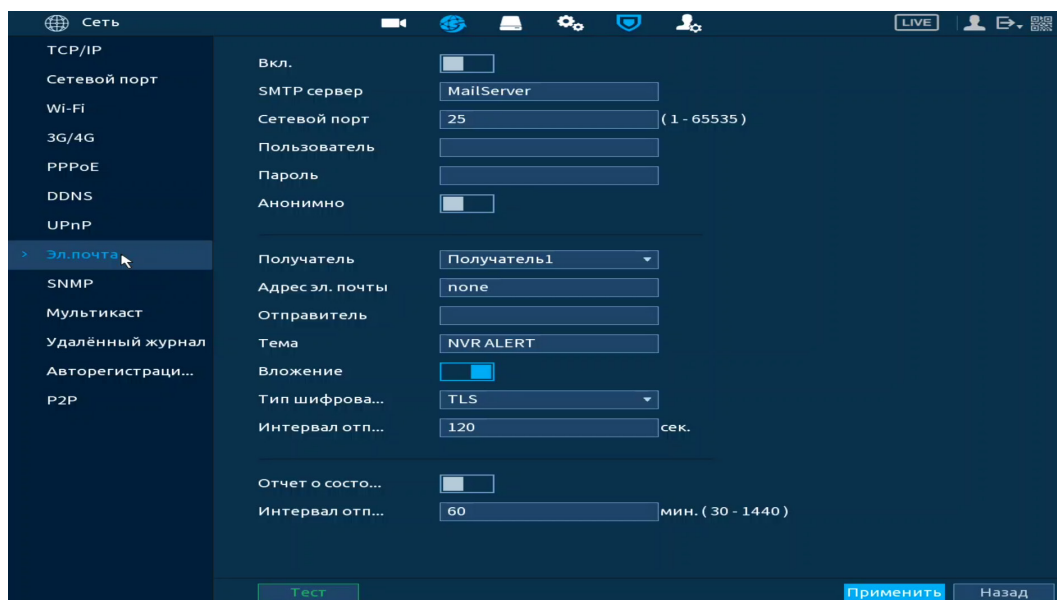 Сеть LIVE
TCP/IP
Сетевой порт
Wi-Fi
3G/4G
PPPoE
DDNS
UPnP
> Эл.почта
SNMP
Мультикаст
Удалённый журнал
Авторегистраци...
P2P
Вкл.
SMTP сервер MailServer
Сетевой порт 25 ( 1 - 65535 )
Пользователь
Пароль
Анонимно
Получатель Получатель1
Адрес эл. почты none
Отправитель
Тема NVR ALERT
Вложение
Тип шифрова... TLS
Интервал отп... 120 сек.
Отчет о состо...
Интервал отп... 60 мин. ( 30 - 1440 )
Тест Применить Назад